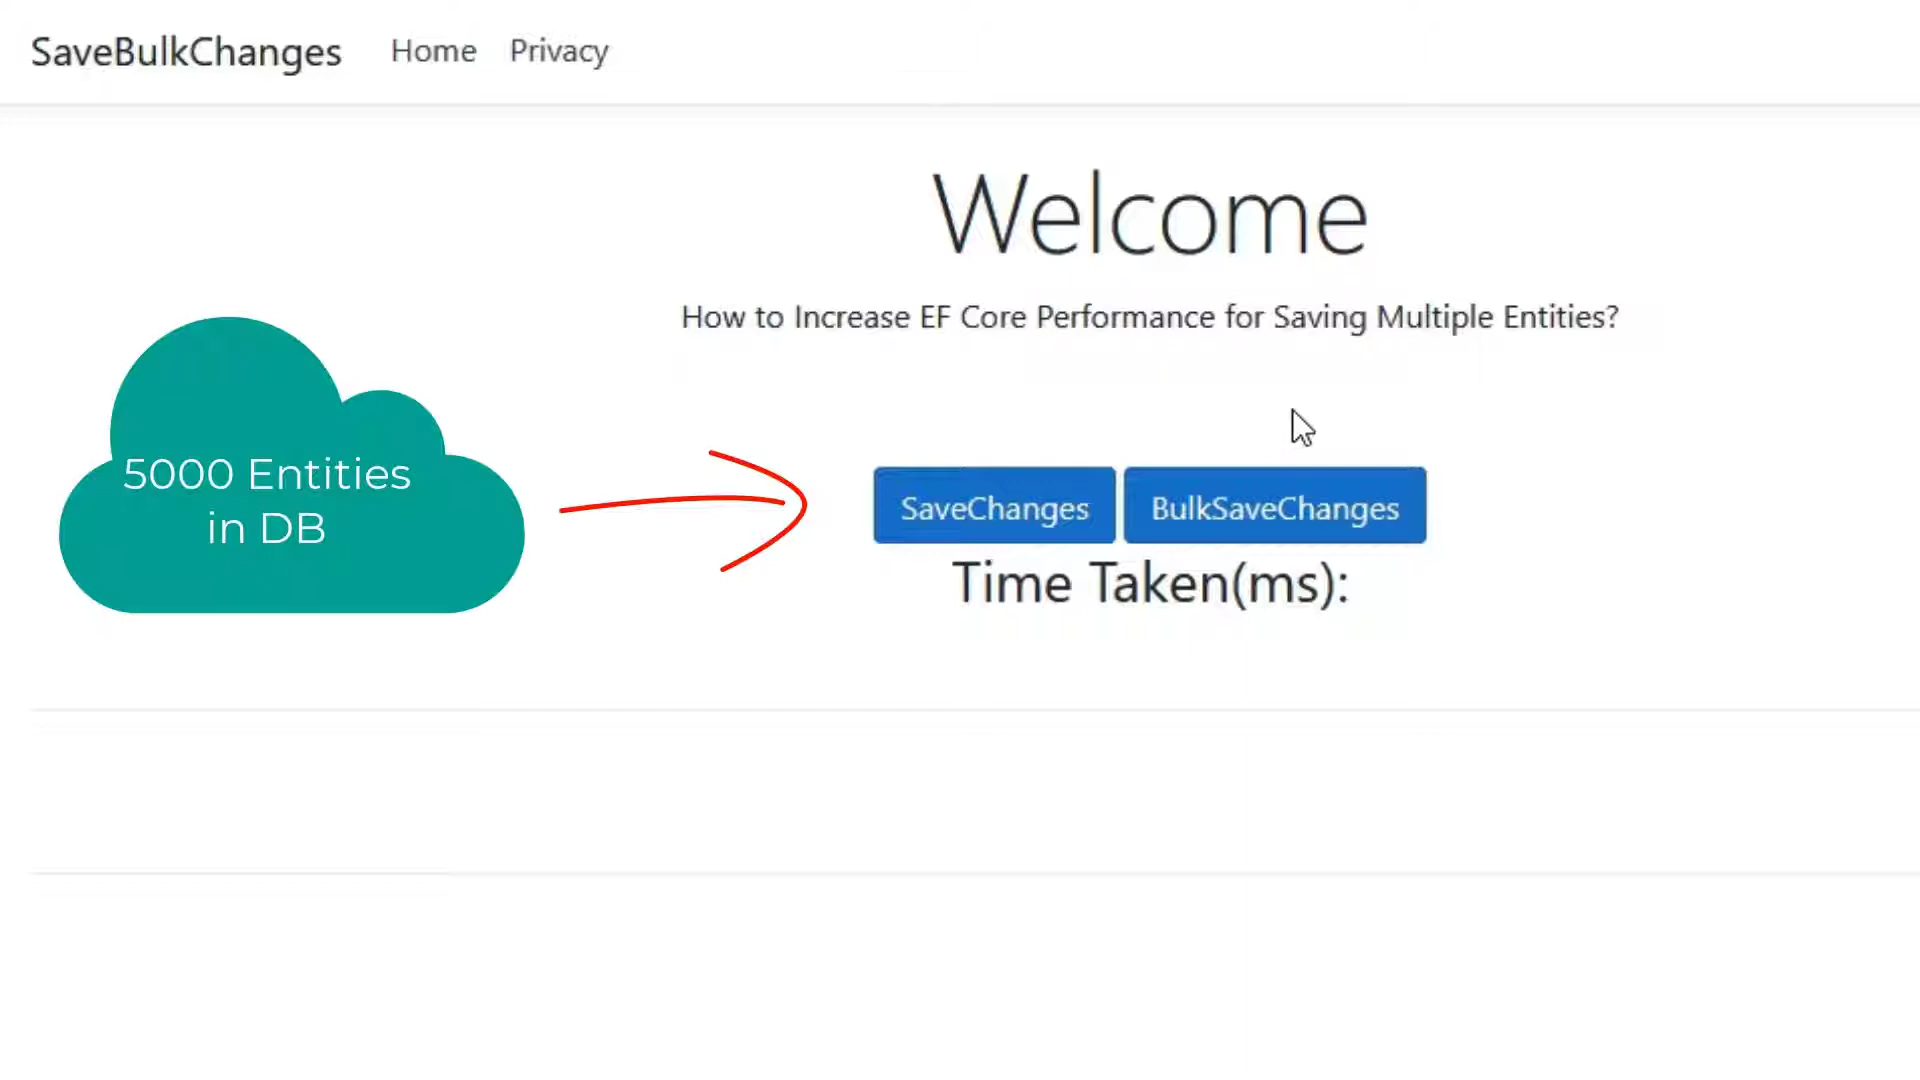 SaveBulkChanges Home Privacy
Welcome
How to Increase EF Core Performance for Saving Multiple Entities?
5000 Entities
in DB
SaveChanges BulkSaveChanges
Time Taken(ms):